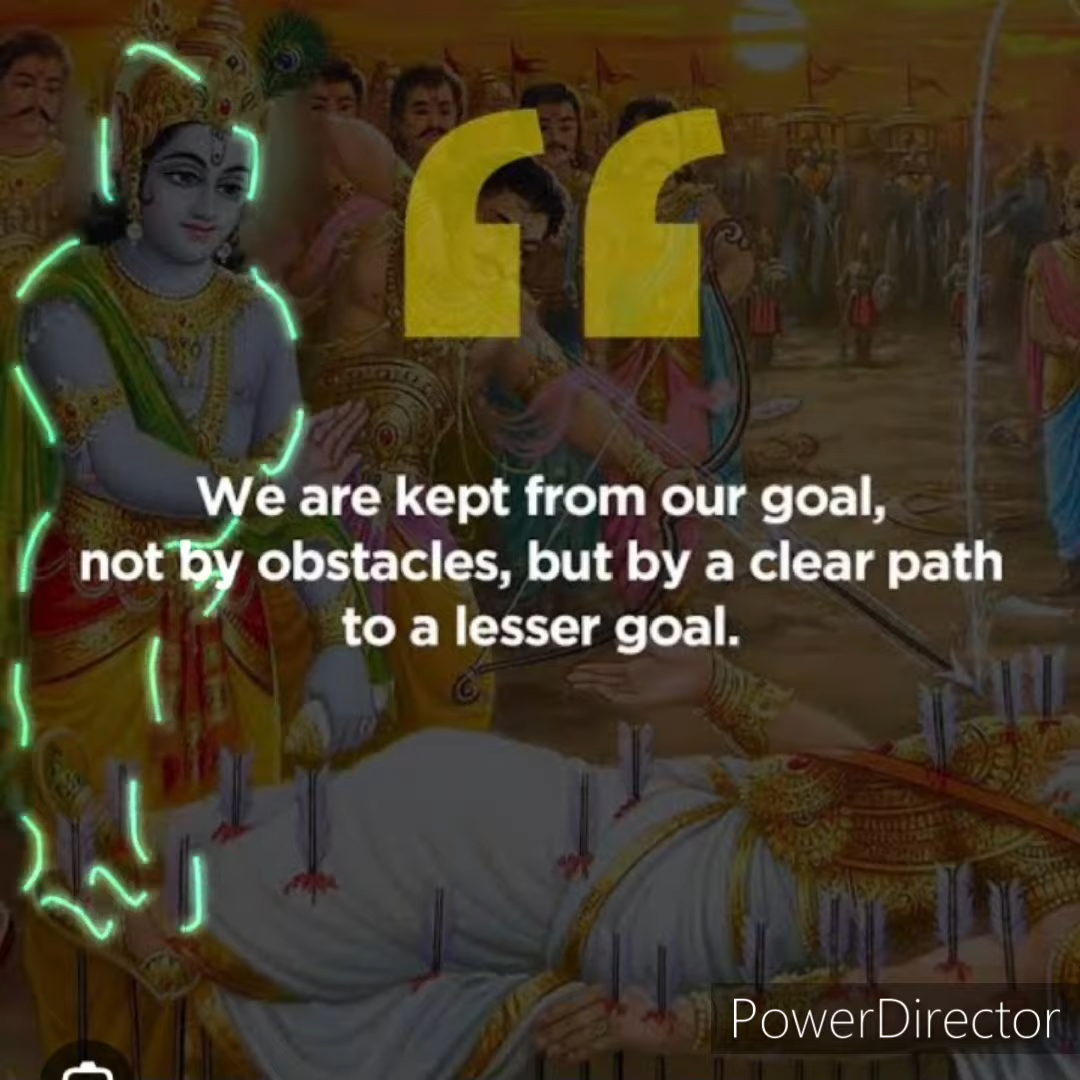 We are kept from our goal,
not by obstacles, but by a clear path
to a lesser goal.
PowerDirector